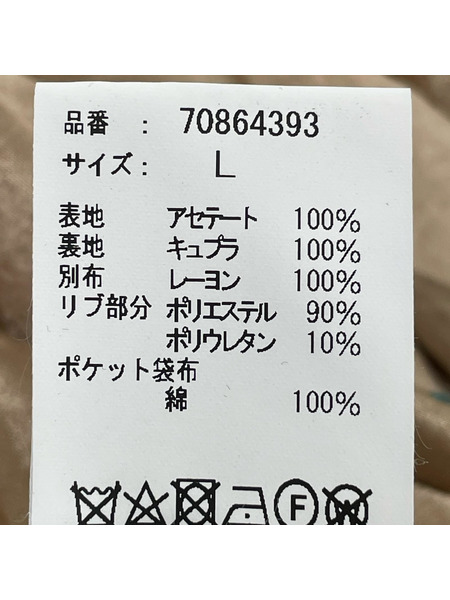 品番 : 70864393
サイズ: L
表地 アセテート 100%
裏地 キュプラ 100%
別布 レーヨン 100%
リブ部分 ポリエステル 90%
ポリウレタン 10%
ポケット袋布
綿 100%
F W